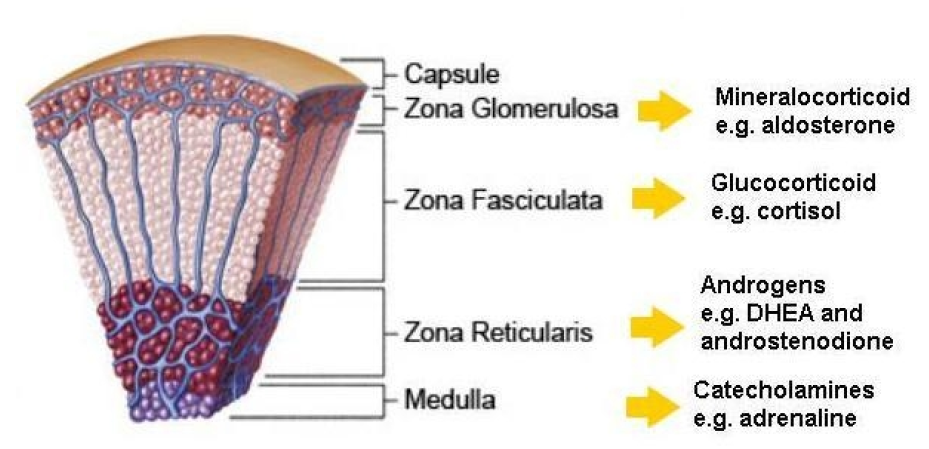 Capsule
Zona Glomerulosa
Mineralocorticoid
e.g. aldosterone
Zona Fasciculata
Glucocorticoid
e.g. cortisol
Zona Reticularis
Androgens
e.g. DHEA and
androstenodione
Medulla
Catecholamines
e.g. adrenaline